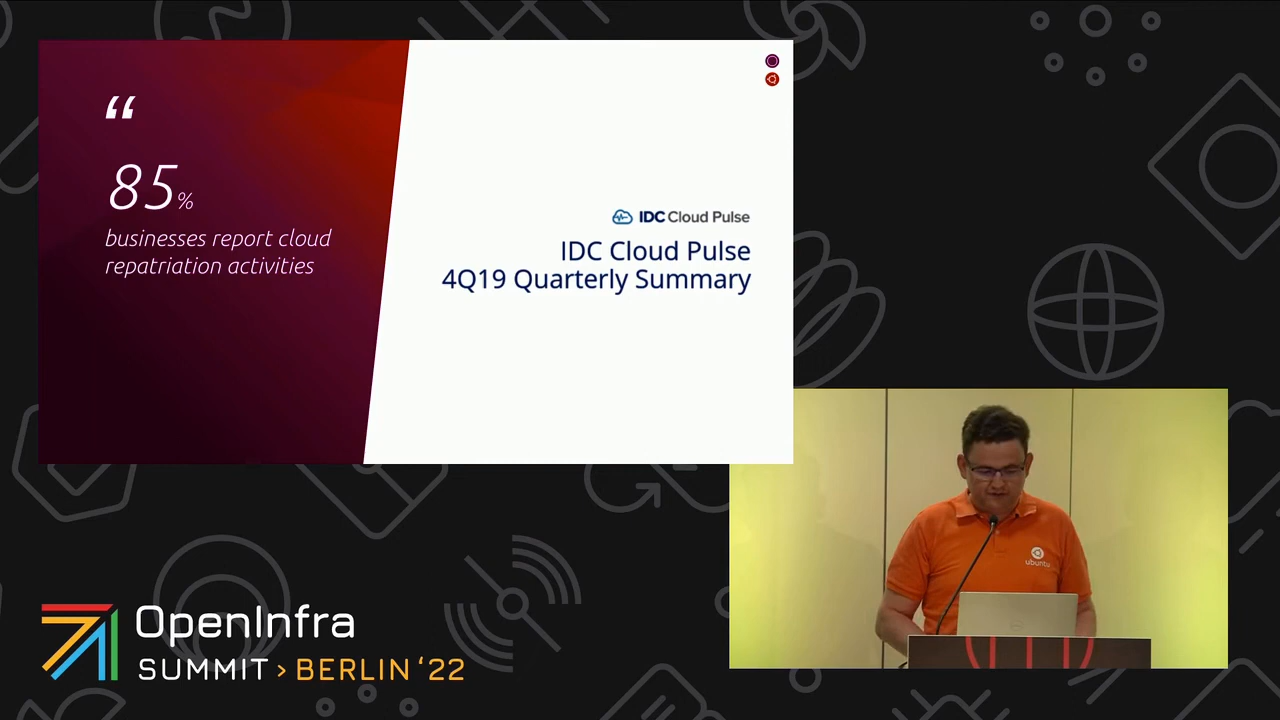 “
85%
businesses report cloud
repatriation activities
IDC Cloud Pulse
IDC Cloud Pulse
4Q19 Quarterly Summary
ubuntu
OpenInfra
SUMMIT > BERLIN ‘22